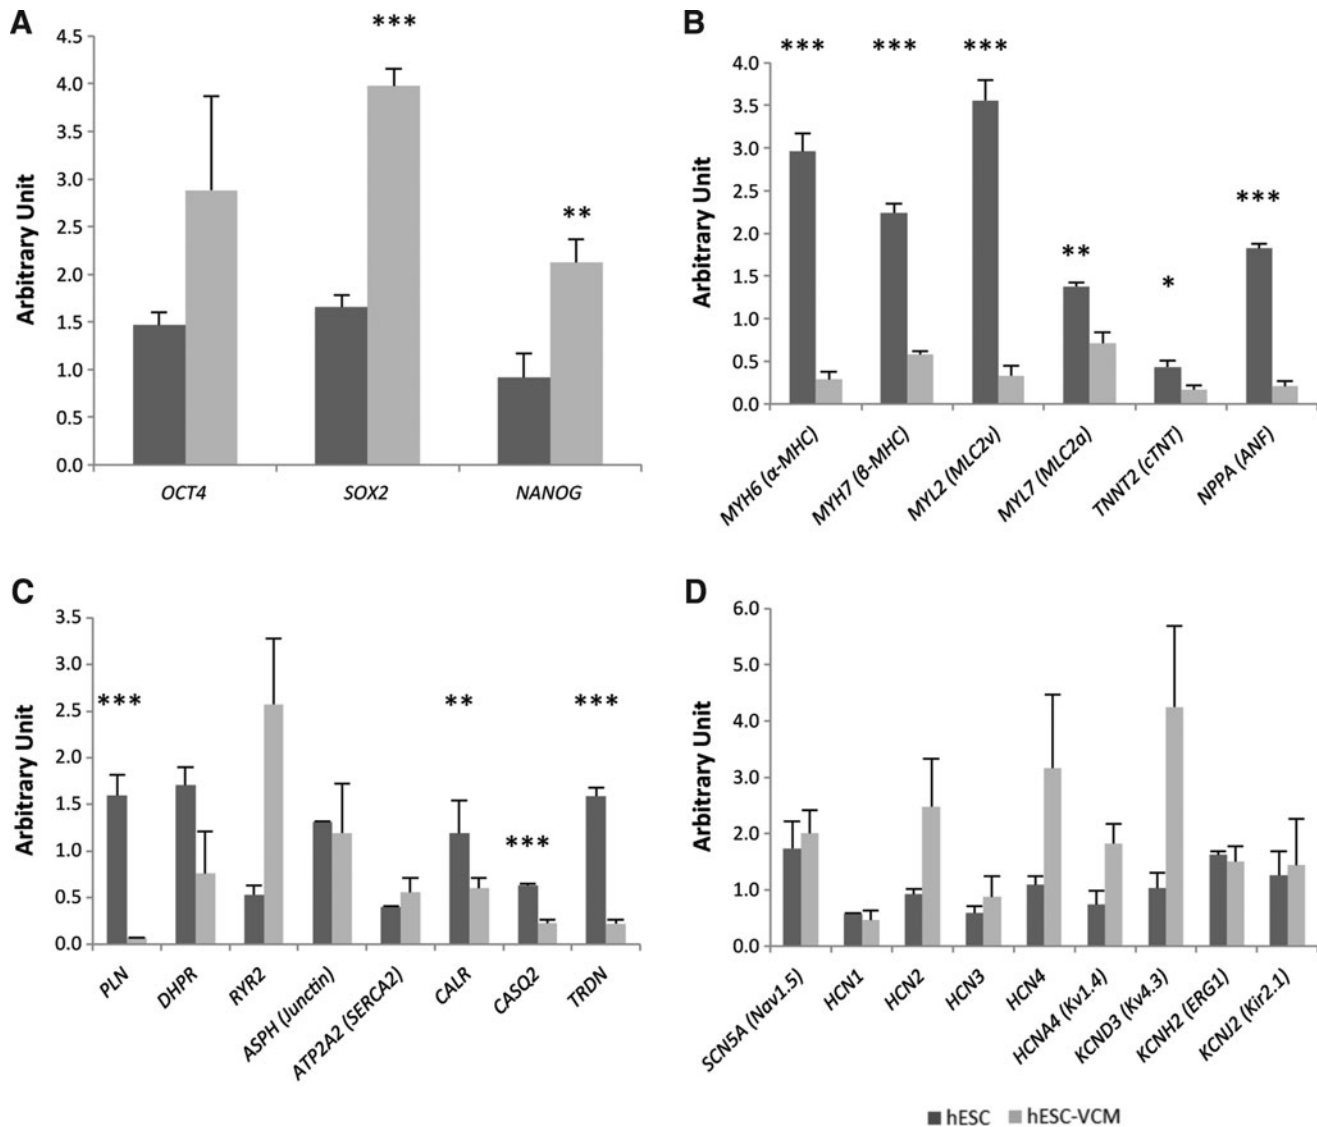 A
***
4.5
4.0
3.5
3.0
2.5
2.0
1.5
1.0
0.5
0.0
**
Arbitrary Unit
OCT4 SOX2 NANOG
B
*** *** ***
4.0
3.5
3.0
2.5
2.0
1.5
1.0
0.5
0.0
** * ***
Arbitrary Unit
MYH6 (α-MHC)
MYH7 (β-MHC)
MYL2 (MLC2v)
MYL7 (MLC2a)
TNNT2 (cTNT)
NPPA (ANF)
C
3.5
3.0
2.5
2.0
1.5
1.0
0.5
0.0
*** ** *** ***
Arbitrary Unit
PLN
DHPR
RYR2
ASPH (Junctin)
ATP2A2 (SERCA2)
CALR
CASQ2
TRDN
D
6.0
5.0
4.0
3.0
2.0
1.0
0.0
Arbitrary Unit
SCN5A (Nav1.5)
HCN1
HCN2
HCN3
HCN4
HCNA4 (Kv1.4)
KCND3 (Kv4.3)
KCNH2 (ERG1)
KCNJ2 (Kir2.1)
hESC hESC-VCM